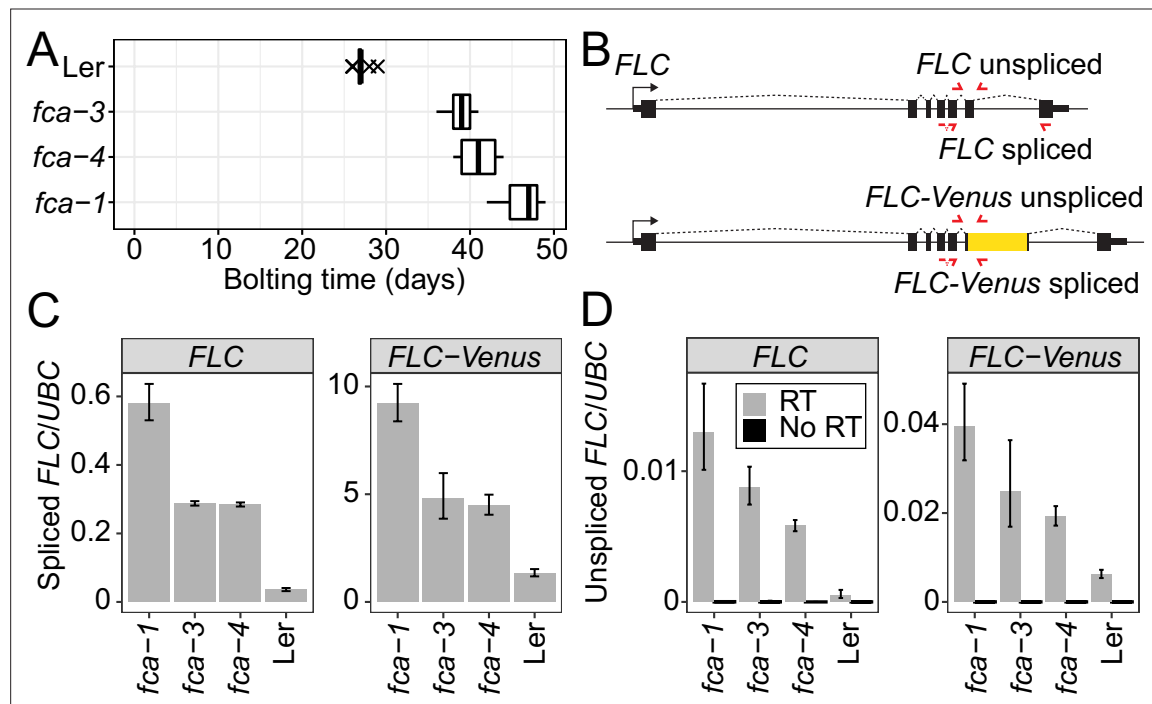 A
Ler
fca−3
fca−4
fca−1
0 10 20 30 40 50
Bolting time (days)
B
FLC
FLC unspliced
FLC spliced
FLC-Venus unspliced
FLC-Venus spliced
C
Spliced FLC/UBC
FLC
0.6
0.4
0.2
0
fca−1 fca−3 fca−4 Ler
FLC−Venus
10
5
0
fca−1 fca−3 fca−4 Ler
D
Unspliced FLC/UBC
FLC
RT
No RT
0.01
0
fca−1 fca−3 fca−4 Ler
FLC−Venus
0.04
0.02
0
fca−1 fca−3 fca−4 Ler